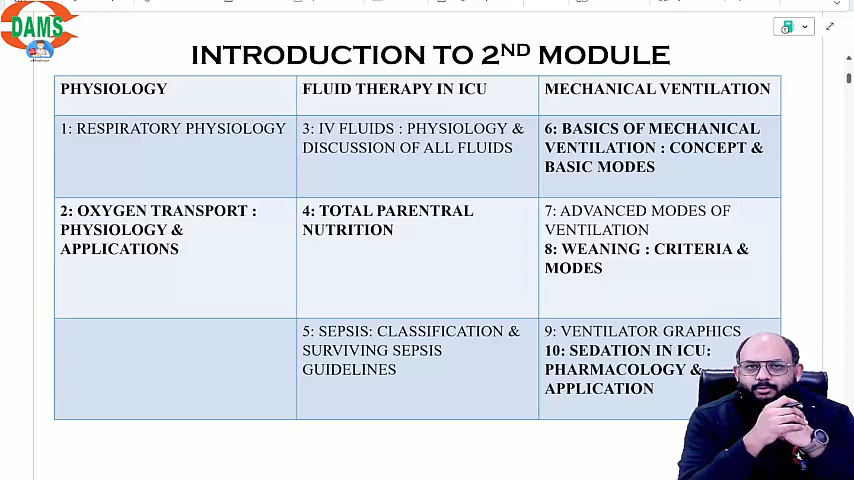 DAMS
INTRODUCTION TO 2ND MODULE
PHYSIOLOGY
FLUID THERAPY IN ICU
MECHANICAL VENTILATION
1: RESPIRATORY PHYSIOLOGY
3: IV FLUIDS : PHYSIOLOGY &
DISCUSSION OF ALL FLUIDS
6: BASICS OF MECHANICAL
VENTILATION : CONCEPT &
BASIC MODES
2: OXYGEN TRANSPORT :
PHYSIOLOGY &
APPLICATIONS
4: TOTAL PARENTRAL
NUTRITION
7: ADVANCED MODES OF
VENTILATION
8: WEANING : CRITERIA &
MODES
5: SEPSIS: CLASSIFICATION &
SURVIVING SEPSIS
GUIDELINES
9: VENTILATOR GRAPHICS
10: SEDATION IN ICU:
PHARMACOLOGY &
APPLICATION